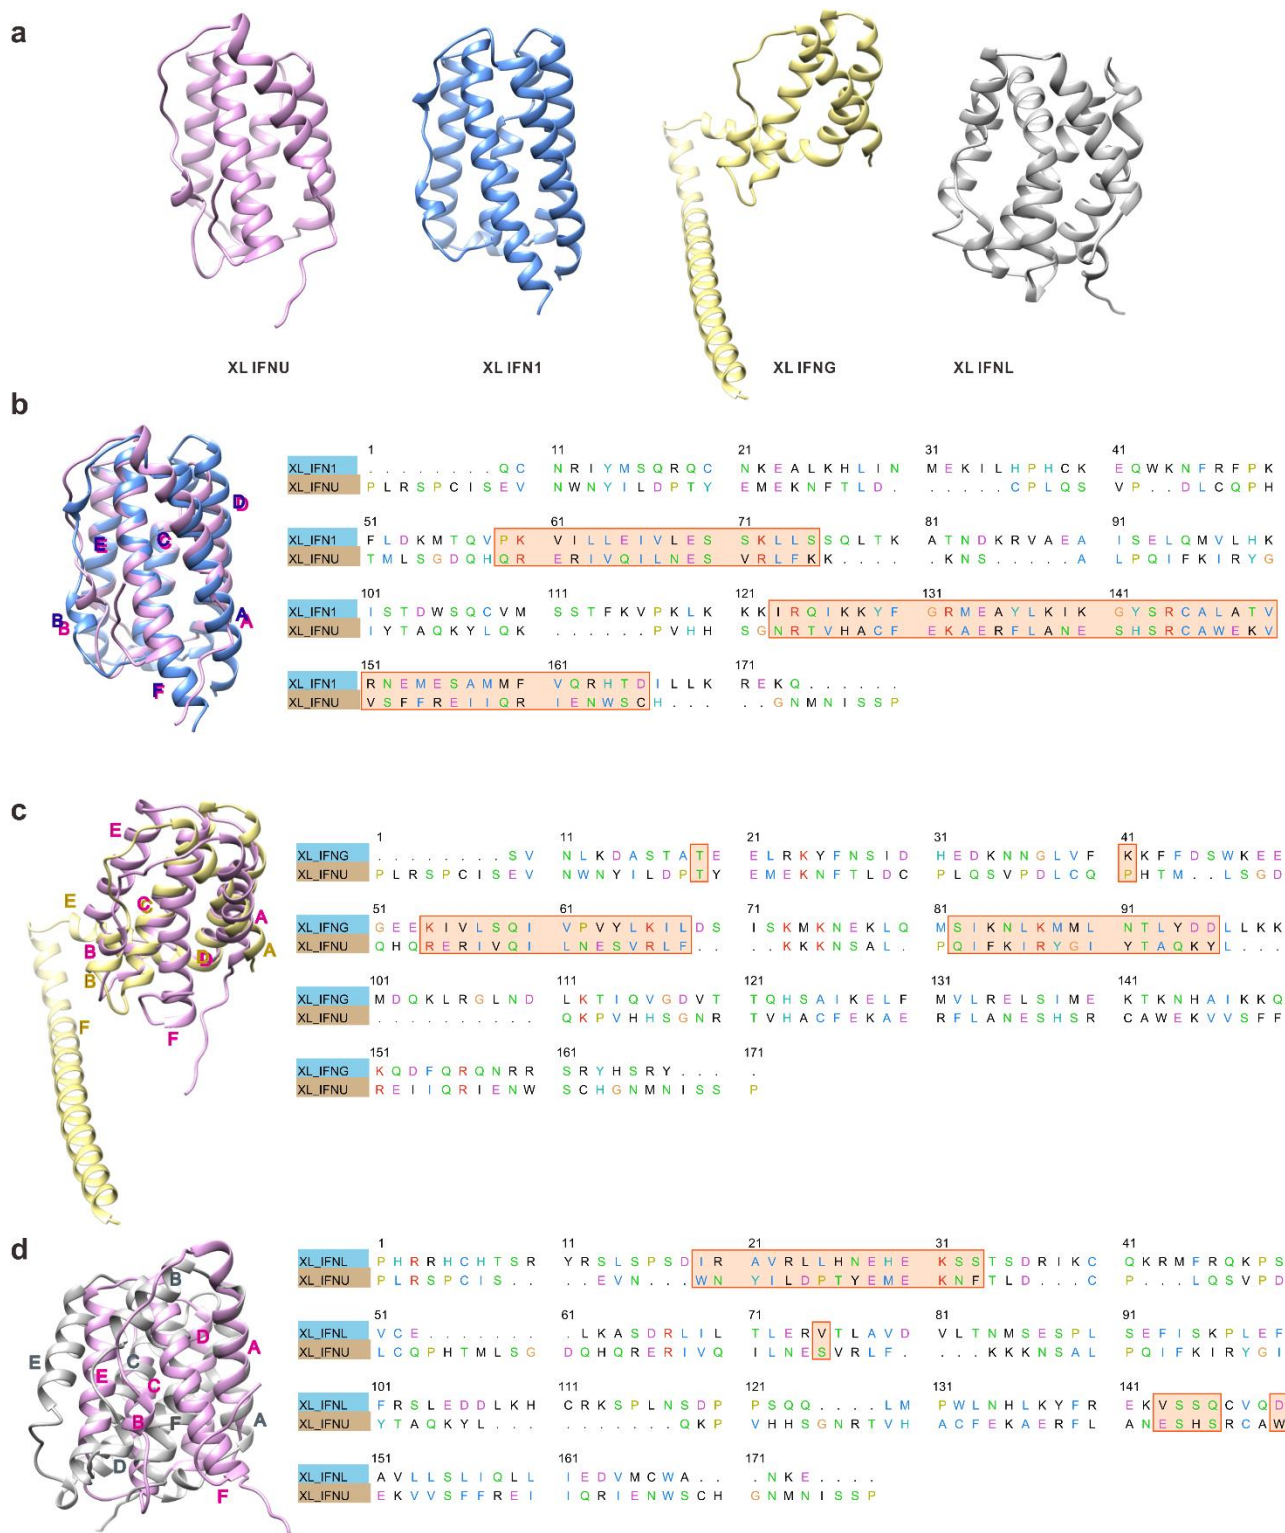 a
XL IFNU XL IFN1 XL IFNG XL IFNL
b
D
E C
B B A A
F
1 11 21 31 41
XL_IFN1 . . . . . . . . Q C N R I Y M S Q R Q C N K E A L K H L I N M E K I L H P H C K E Q W K N F R F P K
XL_IFNU P L R S P C I S E V N W N Y I L D P T Y E M E K N F T L D . . . . . . C P L Q S V P . . D L C Q P H
51 61 71 81 91
XL_IFN1 F L D K M T Q V P K V I L L E I V L E S S K L L S S Q L T K A T N D K R V A E A I S E L Q M V L H K
XL_IFNU T M L S G D Q H Q R E R I V Q I L N E S V R L F K K . . . . . K N S . . . . A L P Q I F K I R Y G
101 111 121 131 141
XL_IFN1 I S T D W S Q C V M S S T F K V P K L K K K I R Q I K K Y F G R M E A Y L K I K G Y S R C A L A T V
XL_IFNU I Y T A Q K Y L Q K . . . . . . P V H H S G N R T V H A C F E K A E R F L A N E S H S R C A W E K V
151 161 171
XL_IFN1 R N E M E S A M M F V Q R H T D I L L K R E K Q . . . . . .
XL_IFNU V S F F R E I I Q R I E N W S C H . . . . . G N M N I S S P
c
E
E C A
B D A
B
F
F
1 11 21 31 41
XL_IFNG . . . . . . . . S V N L K D A S T A T E E L R K Y F N S I D H E D K N N G L V F K K F F D S W K E E
XL_IFNU P L R S P C I S E V N W N Y I L D P T Y E M E K N F T L D C P L Q S V P D L C Q P H T M . . L S G D
51 61 71 81 91
XL_IFNG G E E K I V L S Q I V P V Y L K I L D S I S K M K N E K L Q M S I K N L K M M L N T L Y D D L L K K
XL_IFNU Q H Q R E R I V Q I L N E S V R L F . . . K K K N S A L . P Q I F K I R Y G I Y T A Q K Y L . . .
101 111 121 131 141
XL_IFNG M D Q K L R G L N D L K T I Q V G D V T T Q H S A I K E L F M V L R E L S I M E K T K N H A I K K Q
XL_IFNU . . . . . . . . . . Q K P V H H S G N R T V H A C F E K A E R F L A N E S H S R C A W E K V V S F F
151 161 171
XL_IFNG K Q D F Q R Q N R R S R Y H S R Y . . . .
XL_IFNU R E I I Q R I E N W S C H G N M N I S S P
d
B
D A
E C
E C
B F A
D
F
1 11 21 31 41
XL_IFNL P H R R H C H T S R Y R S L S P S D I R A V R L L H N E H E K S S T S D R I K C Q K R M F R Q K P S
XL_IFNU P L R S P C I S . . . . E V N . . . W N Y I L D P T Y E M E K N F T L D . . . C P . . . L Q S V P D
51 61 71 81 91
XL_IFNL V C E . . . . . . . . L K A S D R L I L T L E R V T L A V D V L T N M S E S P L S E F I S K P L E F
XL_IFNU L C Q P H T M L S G D Q H Q R E R I V Q I L N E S V R L F . . . K K K N S A L P Q I F K I R Y G I
101 111 121 131 141
XL_IFNL F R S L E D D L K H C R K S P L N S D P P S Q Q . . . . L M P W L N H L K Y F R E K V S S Q C V Q D
XL_IFNU Y T A Q K Y L . . . . . . . . . . Q K P V H H S G N R T V H A C F E K A E R F L A N E S H S R C A W
151 161 171
XL_IFNL A V L L S L I Q L L I E D V M C W A . . . N K E . . . .
XL_IFNU E K V V S F F R E I I Q R I E N W S C H G N M N I S S P